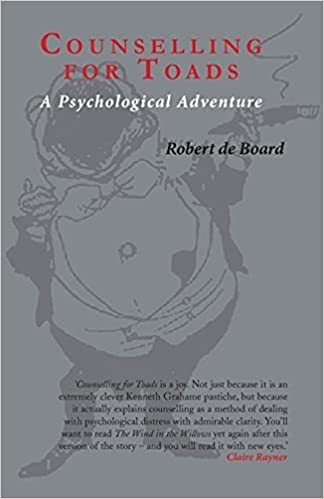 COUNSELLING
FOR TOADS
A Psychological Adventure
Robert de Board
'Counselling for Toads is a joy. Not just because it is an
extremely clever Kenneth Grahame pastiche, but because
it actually explains counselling as a method of dealing
with psychological distress with admirable clarity. You'll
want to read The Wind in the Willows yet again after this
version of the story – and you will read it with new eyes.'
Claire Rayner